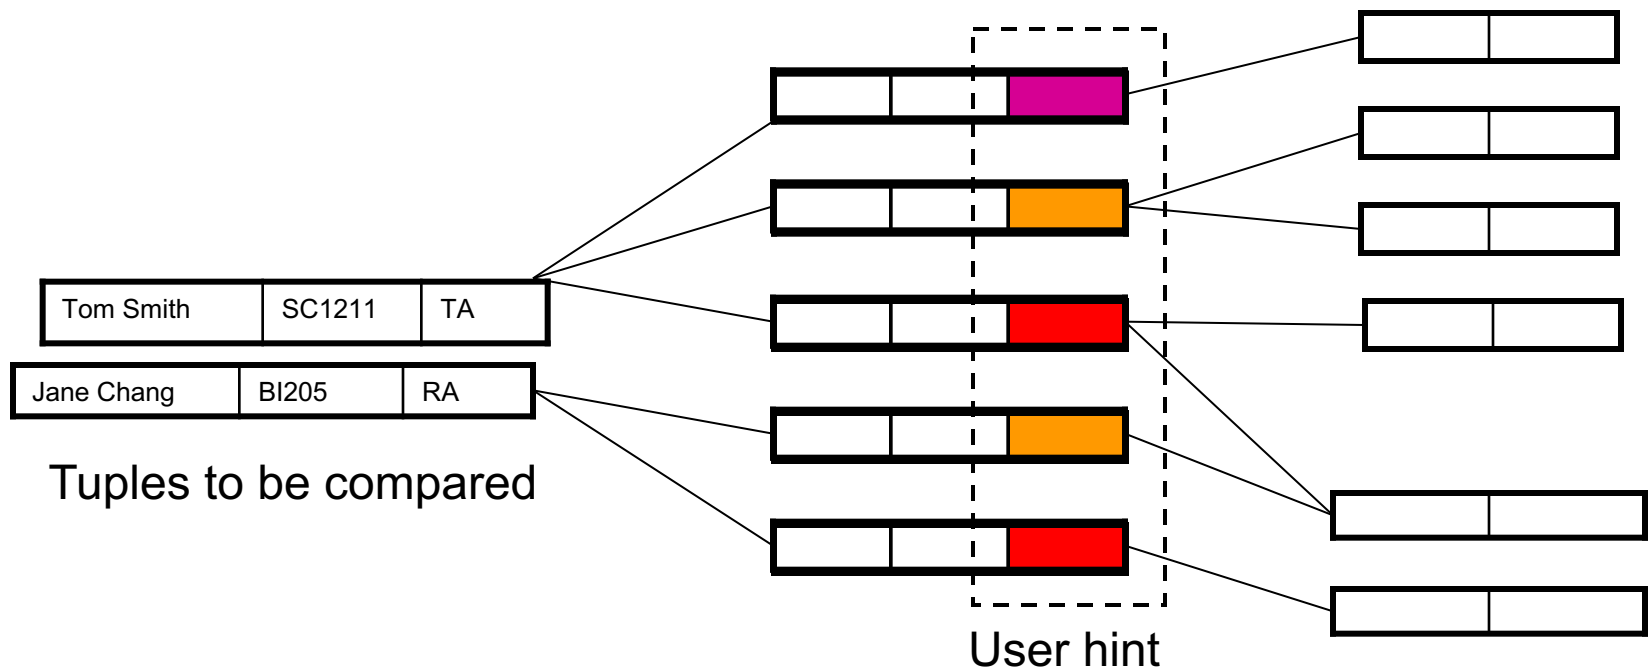 Tom Smith SC1211 TA
Jane Chang BI205 RA
Tuples to be compared
User hint